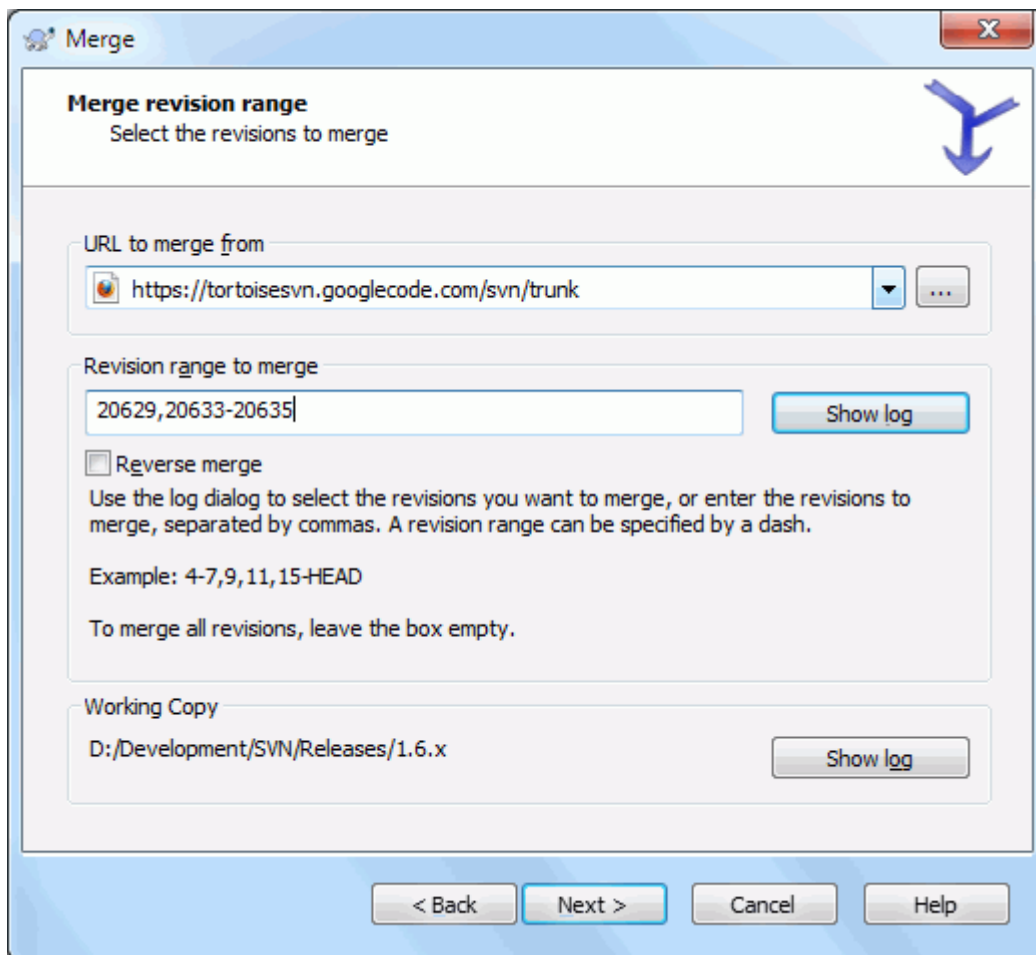 Merge
Merge revision range
Select the revisions to merge
URL to merge from
https://tortoisesvn.googlecode.com/svn/trunk
...
Revision range to merge
20629,20633-20635
Show log
Reverse merge
Use the log dialog to select the revisions you want to merge, or enter the revisions to
merge, separated by commas. A revision range can be specified by a dash.
Example: 4-7,9,11,15-HEAD
To merge all revisions, leave the box empty.
Working Copy
D:/Development/SVN/Releases/1.6.x
Show log
< Back
Next >
Cancel
Help